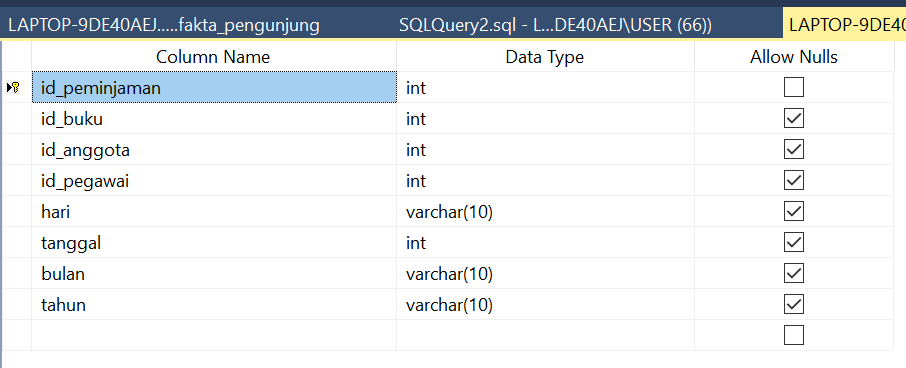 LAPTOP-9DE40AEJ.....fakta_pengunjung SQLQuery2.sql - L...DE40AEJ\USER (66)) LAPTOP-9DE40
Column Name Data Type Allow Nulls
id_peminjaman int
id_buku int
id_anggota int
id_pegawai int
hari varchar(10)
tanggal int
bulan varchar(10)
tahun varchar(10)